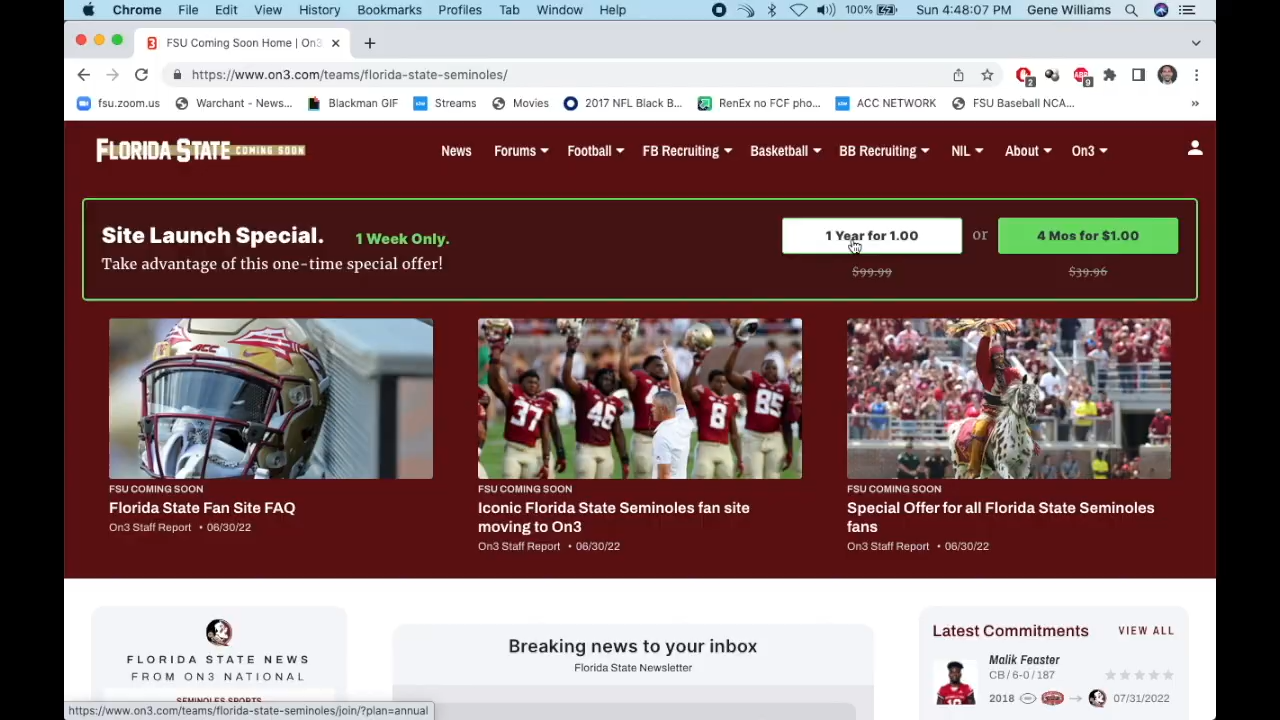 Chrome File Edit View History Bookmarks Profiles Tab Window Help 100% Sun 4:48:07 PM Gene Williams
FSU Coming Soon Home | On3
https://www.on3.com/teams/florida-state-seminoles/
2 9
fsu.zoom.us Warchant - News... Blackman GIF Streams Movies 2017 NFL Black B... RenEx no FCF pho... ACC NETWORK FSU Baseball NCA... »
FLORIDA STATE COMING SOON News Forums Football FB Recruiting Basketball BB Recruiting NIL About On3
Site Launch Special. 1 Week Only. 1 Year for 1.00 or 4 Mos for $1.00
Take advantage of this one-time special offer! $99.99 $39.96
ACC
37 46 8 85
FSU COMING SOON
Florida State Fan Site FAQ
On3 Staff Report • 06/30/22
FSU COMING SOON
Iconic Florida State Seminoles fan site
moving to On3
On3 Staff Report • 06/30/22
FSU COMING SOON
Special Offer for all Florida State Seminoles
fans
On3 Staff Report • 06/30/22
FLORIDA STATE NEWS
FROM ON3 NATIONAL
SEMINOLES SPORTS
Breaking news to your inbox
Florida State Newsletter
Latest Commitments VIEW ALL
Malik Feaster
CB / 6-0 / 187
2018 07/31/2022
https://www.on3.com/teams/florida-state-seminoles/join/?plan=annual